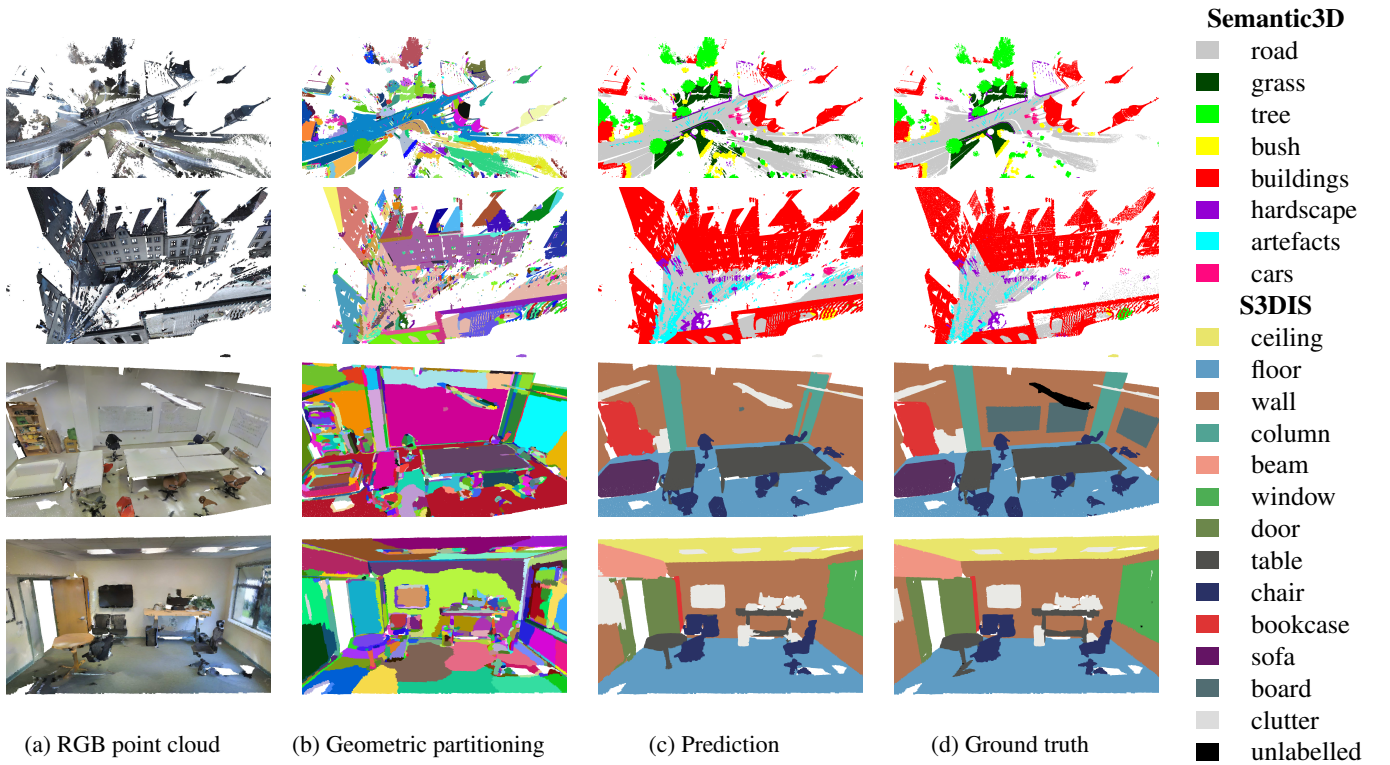 Semantic3D
road
grass
tree
bush
buildings
hardscape
artefacts
cars
S3DIS
ceiling
floor
wall
column
beam
window
door
table
chair
bookcase
sofa
board
clutter
unlabelled
(a) RGB point cloud
(b) Geometric partitioning
(c) Prediction
(d) Ground truth